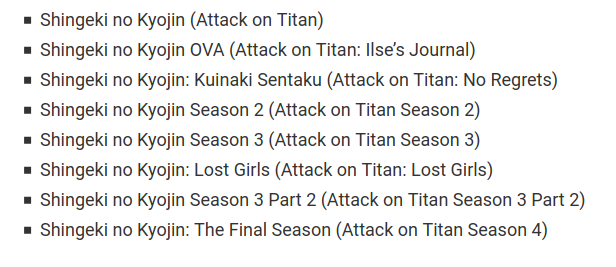 Shingeki no Kyojin (Attack on Titan)
Shingeki no Kyojin OVA (Attack on Titan: Ilse’s Journal)
Shingeki no Kyojin: Kuinaki Sentaku (Attack on Titan: No Regrets)
Shingeki no Kyojin Season 2 (Attack on Titan Season 2)
Shingeki no Kyojin Season 3 (Attack on Titan Season 3)
Shingeki no Kyojin: Lost Girls (Attack on Titan: Lost Girls)
Shingeki no Kyojin Season 3 Part 2 (Attack on Titan Season 3 Part 2)
Shingeki no Kyojin: The Final Season (Attack on Titan Season 4)